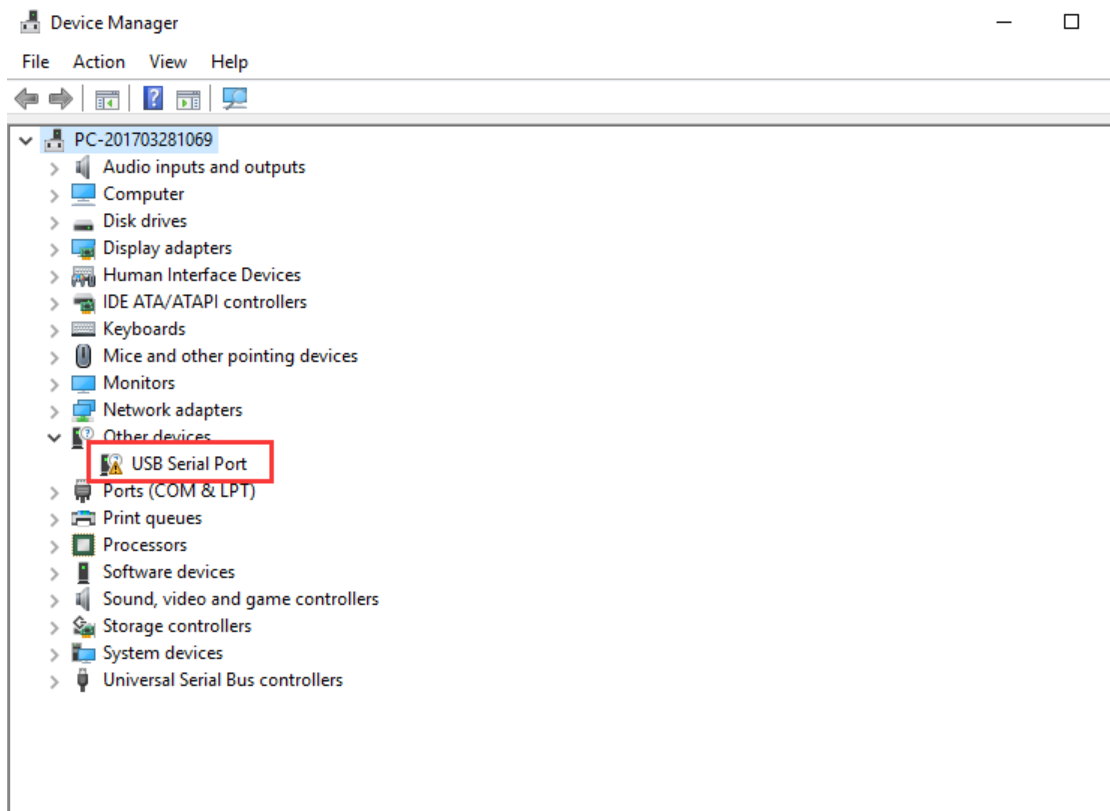 Device Manager
File Action View Help
PC-201703281069
Audio inputs and outputs
Computer
Disk drives
Display adapters
Human Interface Devices
IDE ATA/ATAPI controllers
Keyboards
Mice and other pointing devices
Monitors
Network adapters
Other devices
USB Serial Port
Ports (COM & LPT)
Print queues
Processors
Software devices
Sound, video and game controllers
Storage controllers
System devices
Universal Serial Bus controllers